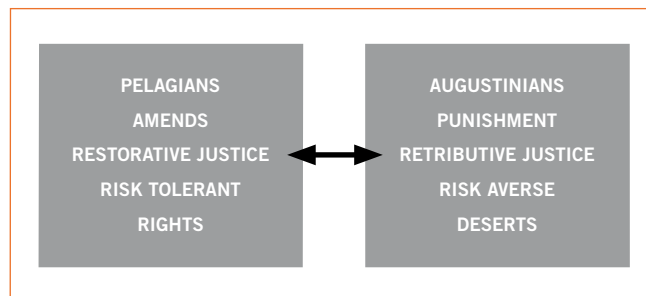 PELAGIANS
AMENDS
RESTORATIVE JUSTICE
RISK TOLERANT
RIGHTS
AUGUSTINIANS
PUNISHMENT
RETRIBUTIVE JUSTICE
RISK AVERSE
DESERTS